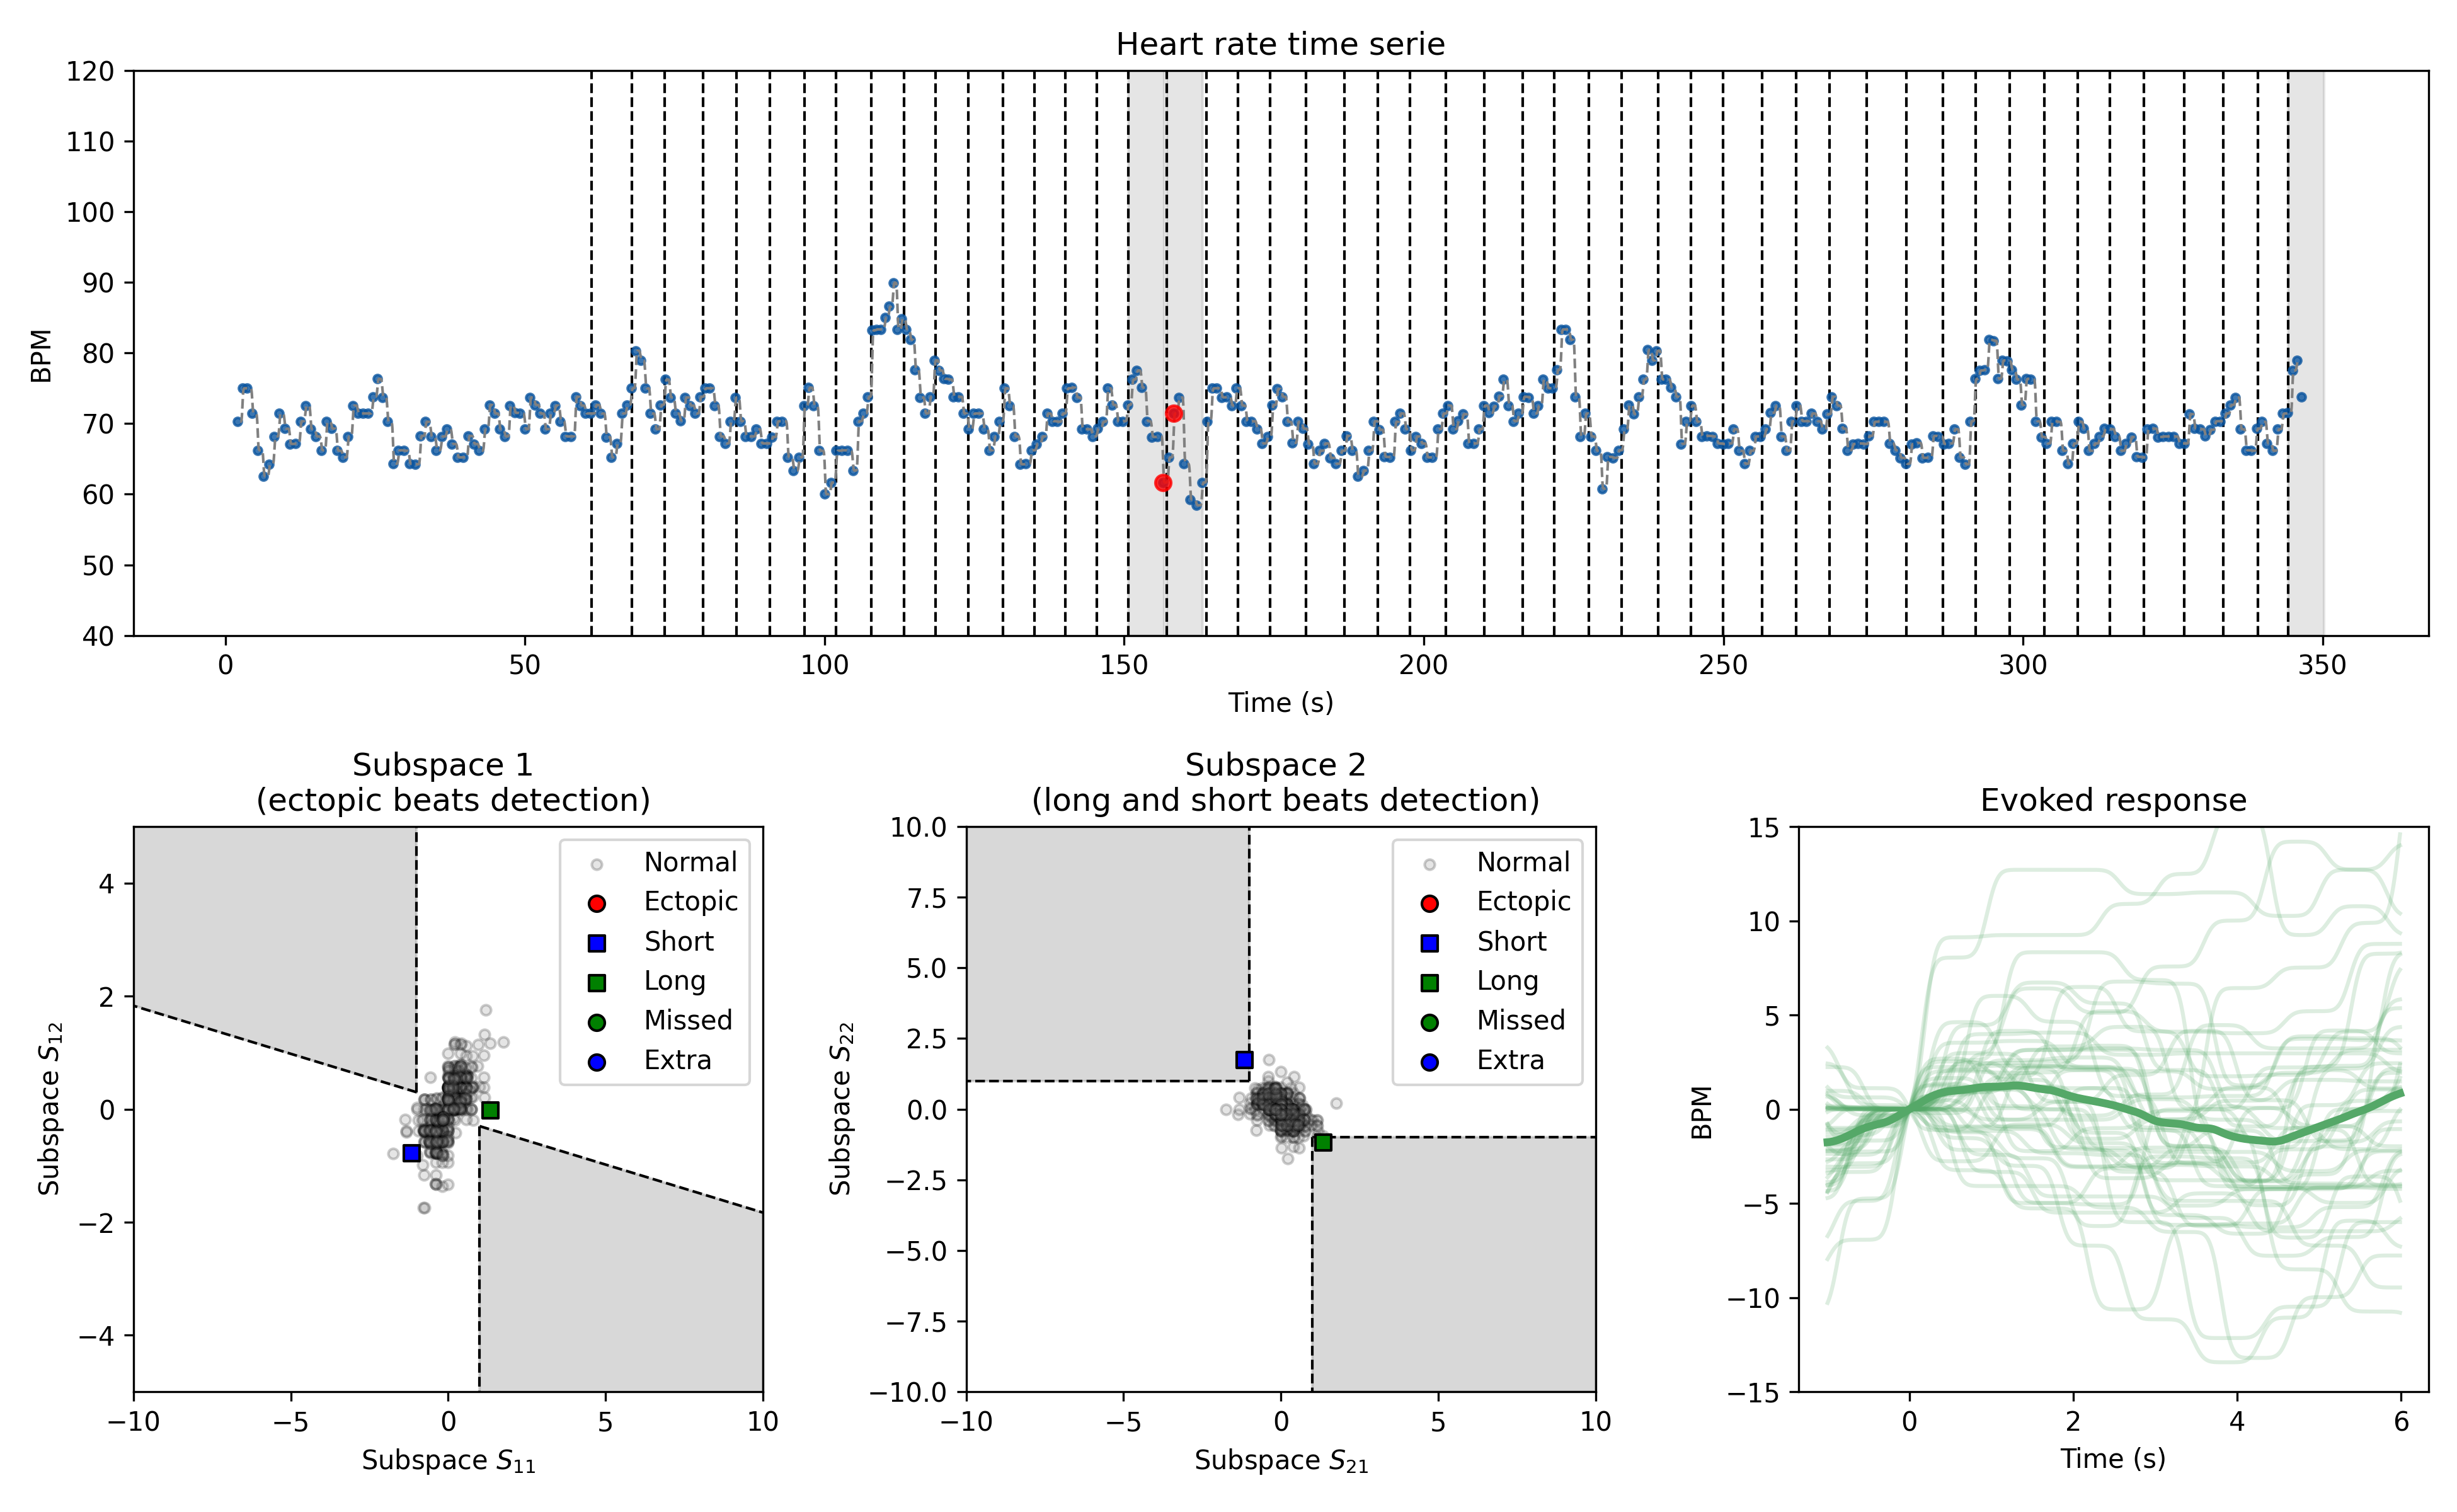 Heart rate time serie
120
110
100
90
80
70
60
50
40
BPM
0 50 100 150 200 250 300 350
Time (s)
Subspace 1
(ectopic beats detection)
4
2
0
−2
−4
Subspace S12
Normal
Ectopic
Short
Long
Missed
Extra
−10 −5 0 5 10
Subspace S11
Subspace 2
(long and short beats detection)
10.0
7.5
5.0
2.5
0.0
−2.5
−5.0
−7.5
−10.0
Subspace S22
Normal
Ectopic
Short
Long
Missed
Extra
−10 −5 0 5 10
Subspace S21
Evoked response
15
10
5
0
−5
−10
−15
BPM
0 2 4 6
Time (s)